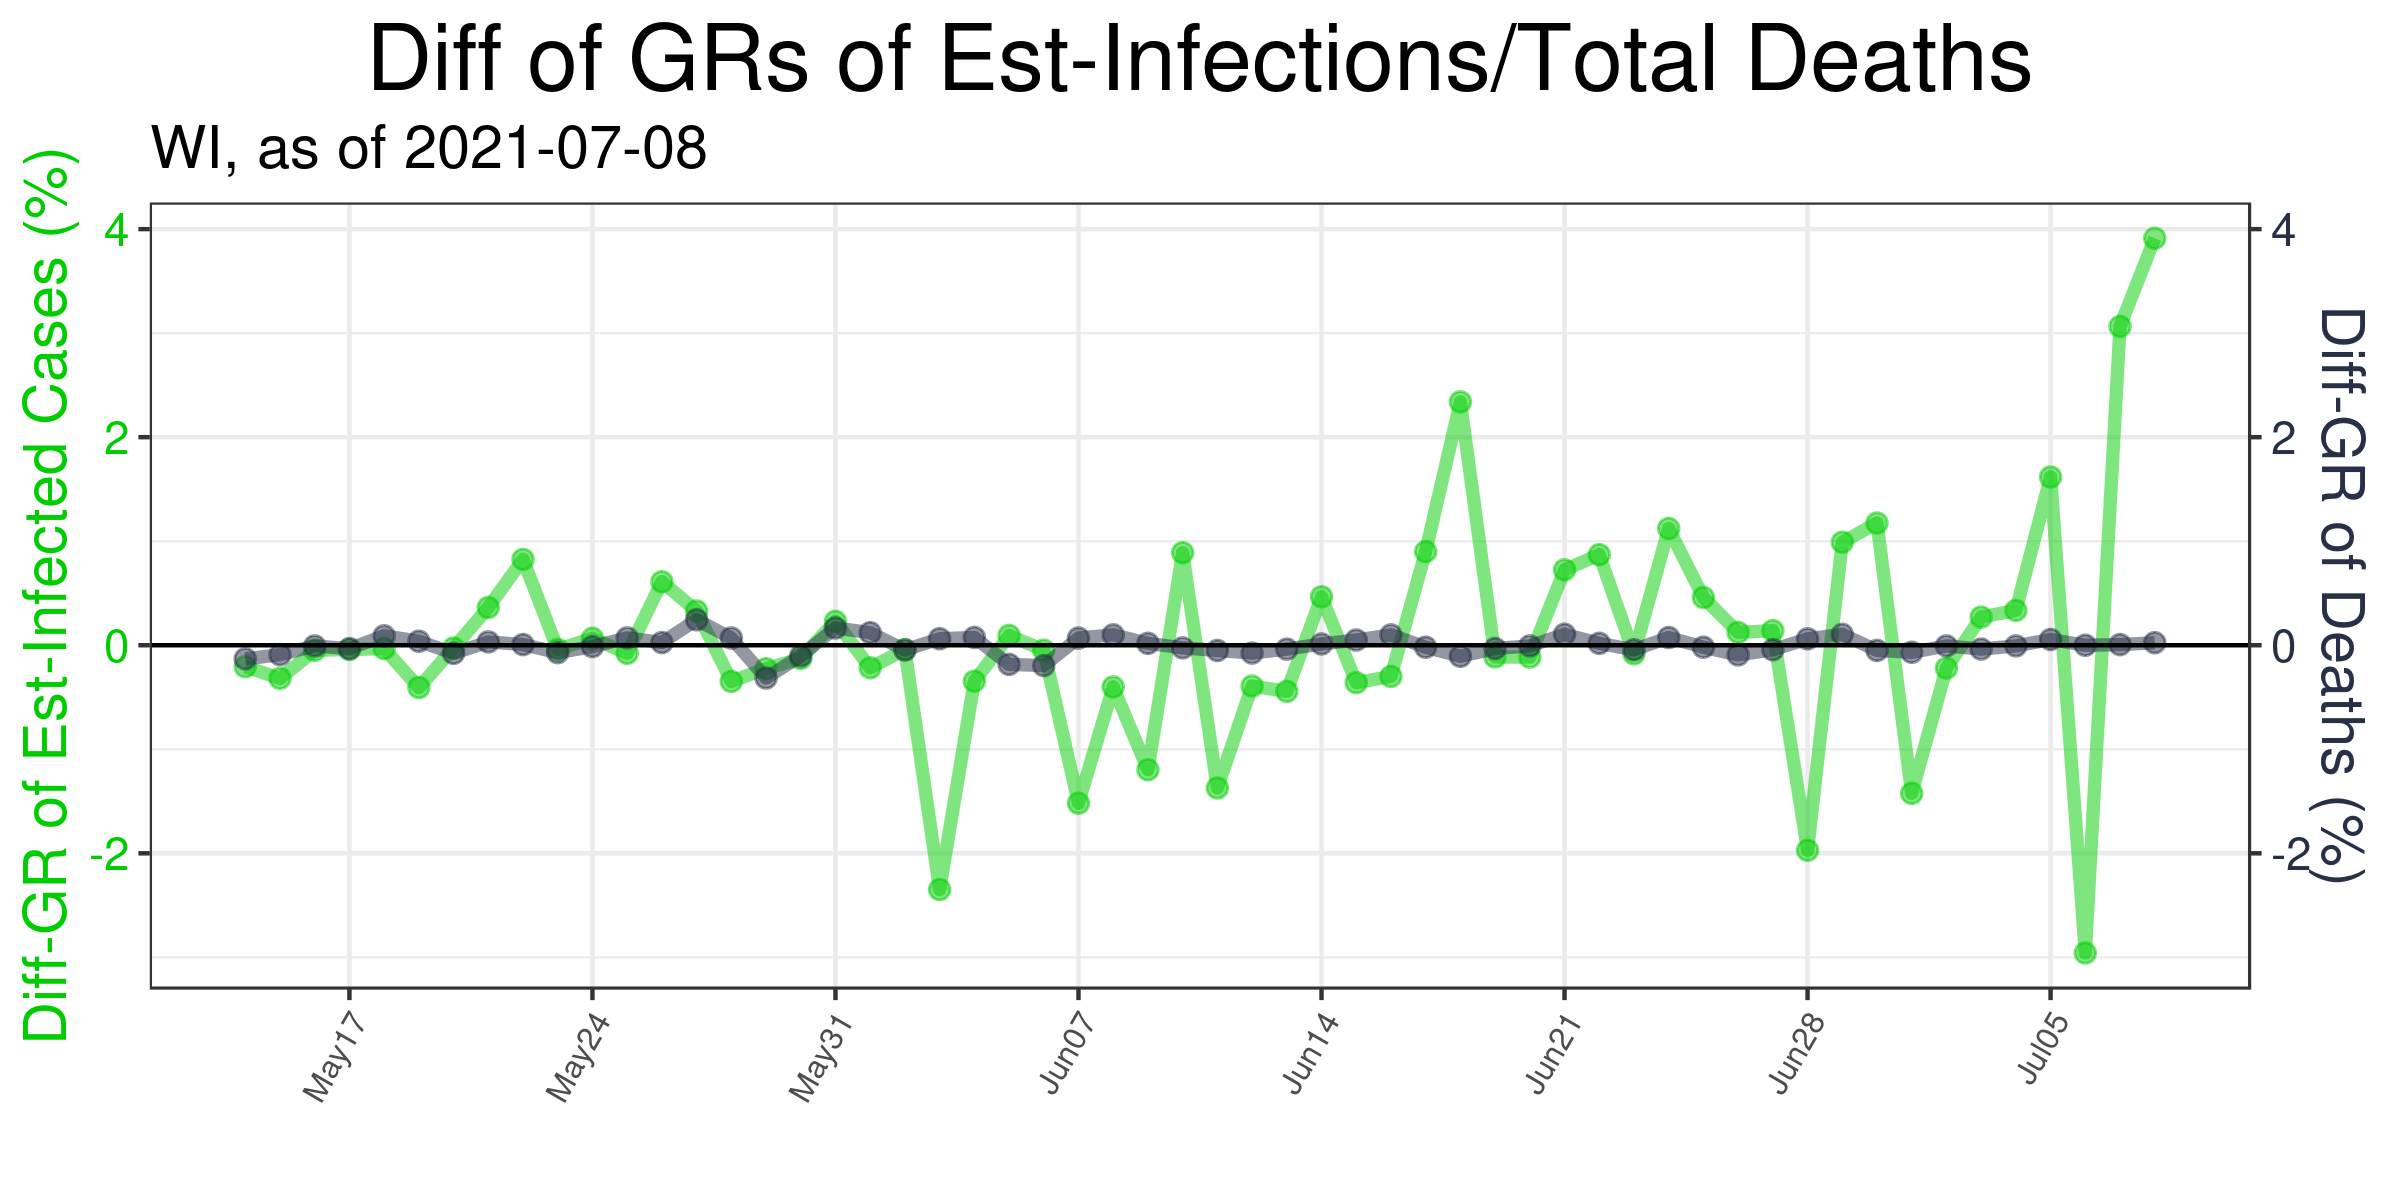 Diff of GRs of Est-Infections/Total Deaths
WI, as of 2021-07-08
Diff-GR of Est-Infected Cases (%)
4
2
0
-2
4
2
0
-2
Diff-GR of Deaths (%)
May17
May24
May31
Jun07
Jun14
Jun21
Jun28
Jul05